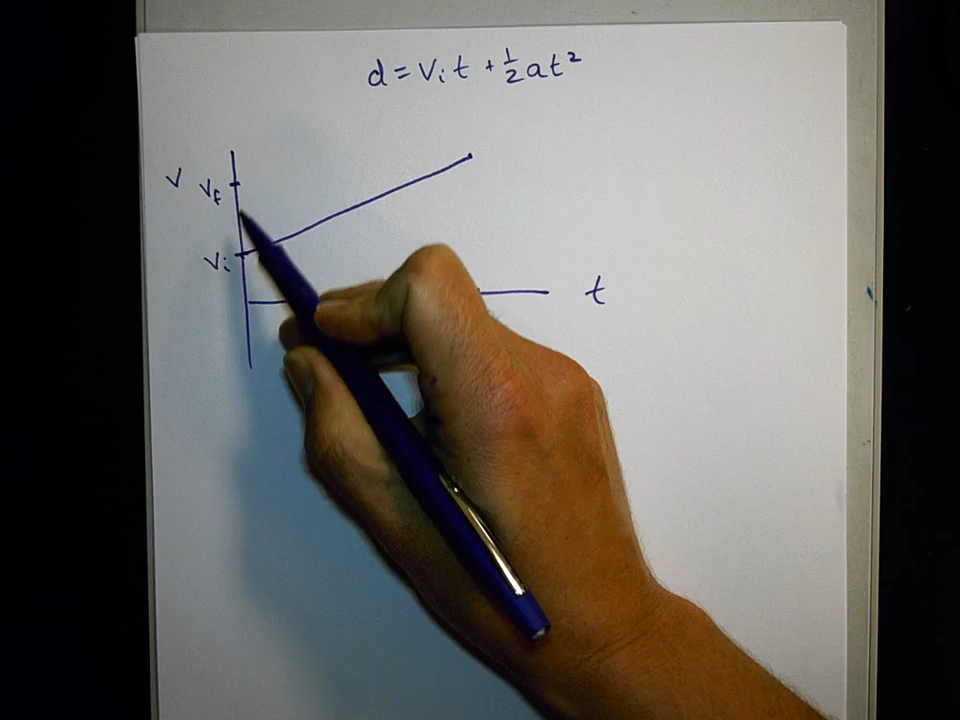 d = vᵢt + ½at²
v
v_f
vᵢ
t